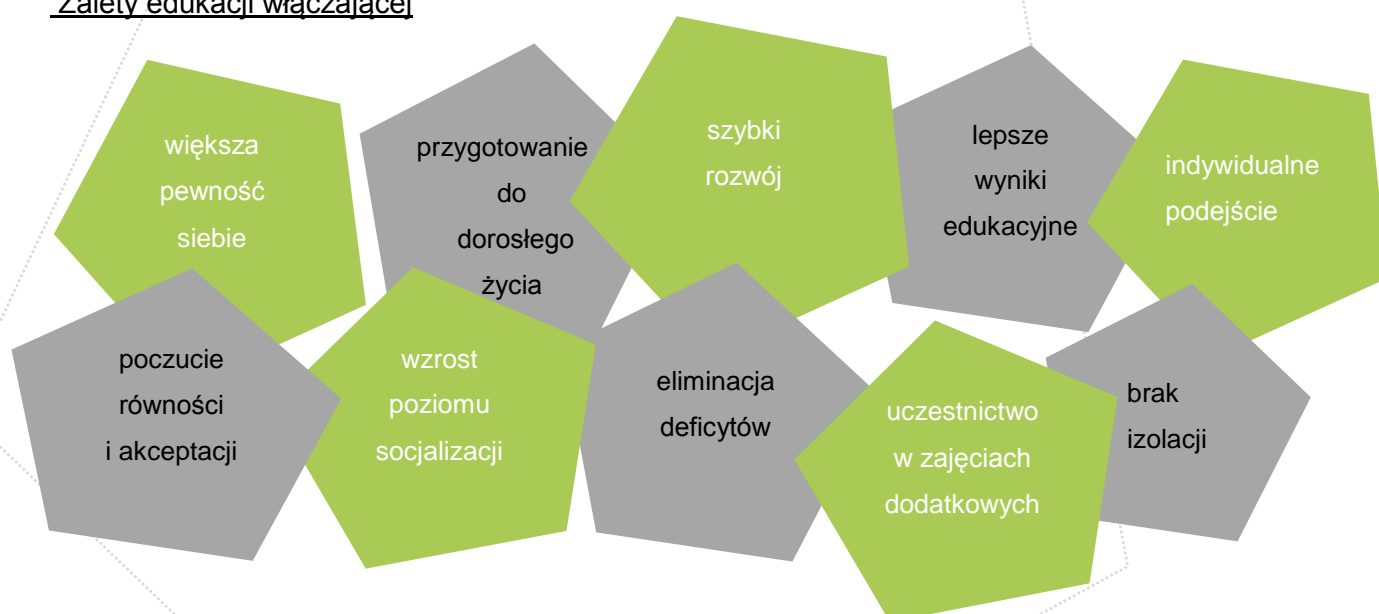 Zalety edukacji włączającej
większa
pewność
siebie
przygotowanie
do
dorosłego
życia
szybki
rozwój
lepsze
wyniki
edukacyjne
indywidualne
podejście
poczucie
równości
i akceptacji
wzrost
poziomu
socjalizacji
eliminacja
deficytów
uczestnictwo
w zajęciach
dodatkowych
brak
izolacji